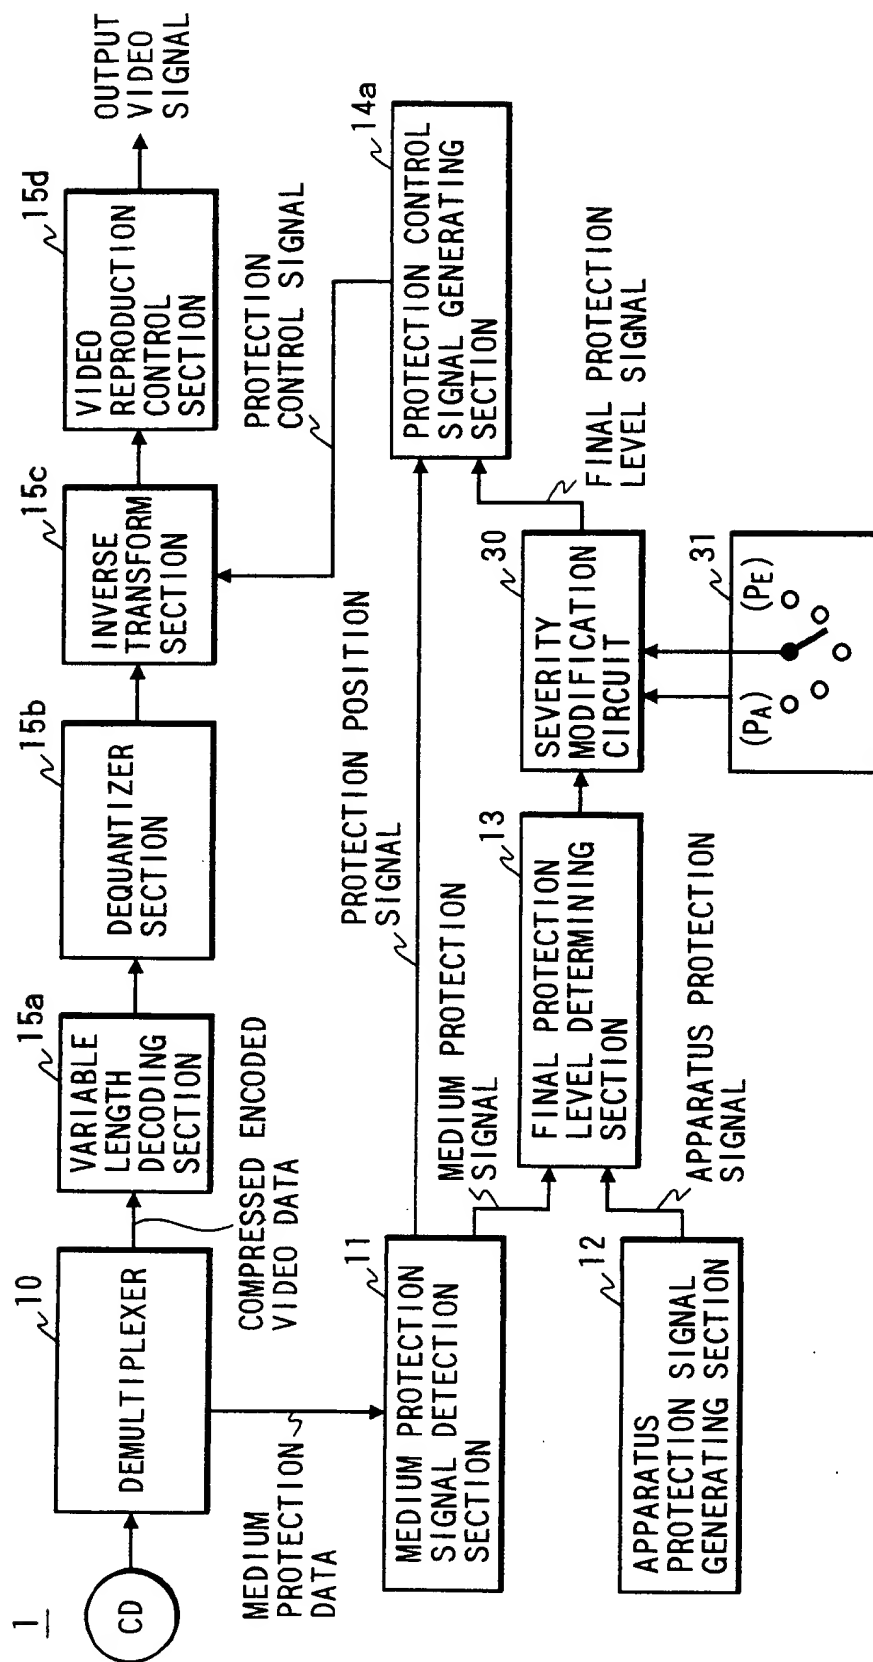 1
CD
10
DEMULTIPLEXER
COMPRESSED ENCODED
VIDEO DATA
15a
VARIABLE
LENGTH
DECODING
SECTION
15b
DEQUANTIZER
SECTION
15c
INVERSE
TRANSFORM
SECTION
15d
VIDEO
REPRODUCTION
CONTROL
SECTION
OUTPUT
VIDEO
SIGNAL
MEDIUM
PROTECTION
DATA
11
MEDIUM PROTECTION
SIGNAL DETECTION
SECTION
PROTECTION POSITION
SIGNAL
PROTECTION
CONTROL SIGNAL
14a
PROTECTION CONTROL
SIGNAL GENERATING
SECTION
MEDIUM PROTECTION
SIGNAL
12
APPARATUS
PROTECTION SIGNAL
GENERATING SECTION
APPARATUS PROTECTION
SIGNAL
13
FINAL PROTECTION
LEVEL DETERMINING
SECTION
30
SEVERITY
MODIFICATION
CIRCUIT
FINAL PROTECTION
LEVEL SIGNAL
31
(PA)
(PE)